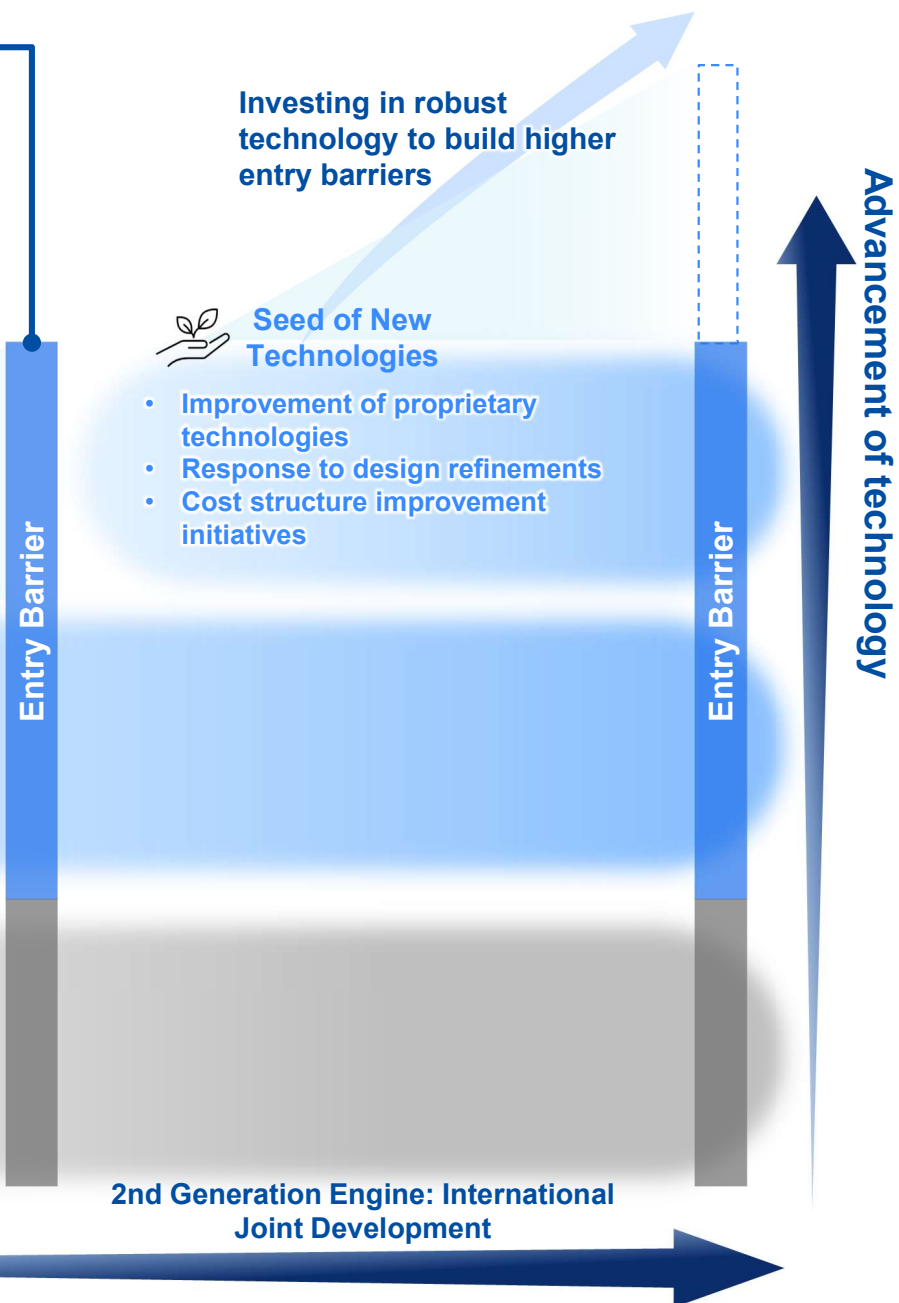 Investing in robust
technology to build higher
entry barriers
Advancement of technology
Seed of New
Technologies
• Improvement of proprietary
technologies
• Response to design refinements
• Cost structure improvement
initiatives
Entry Barrier
Entry Barrier
2nd Generation Engine: International
Joint Development